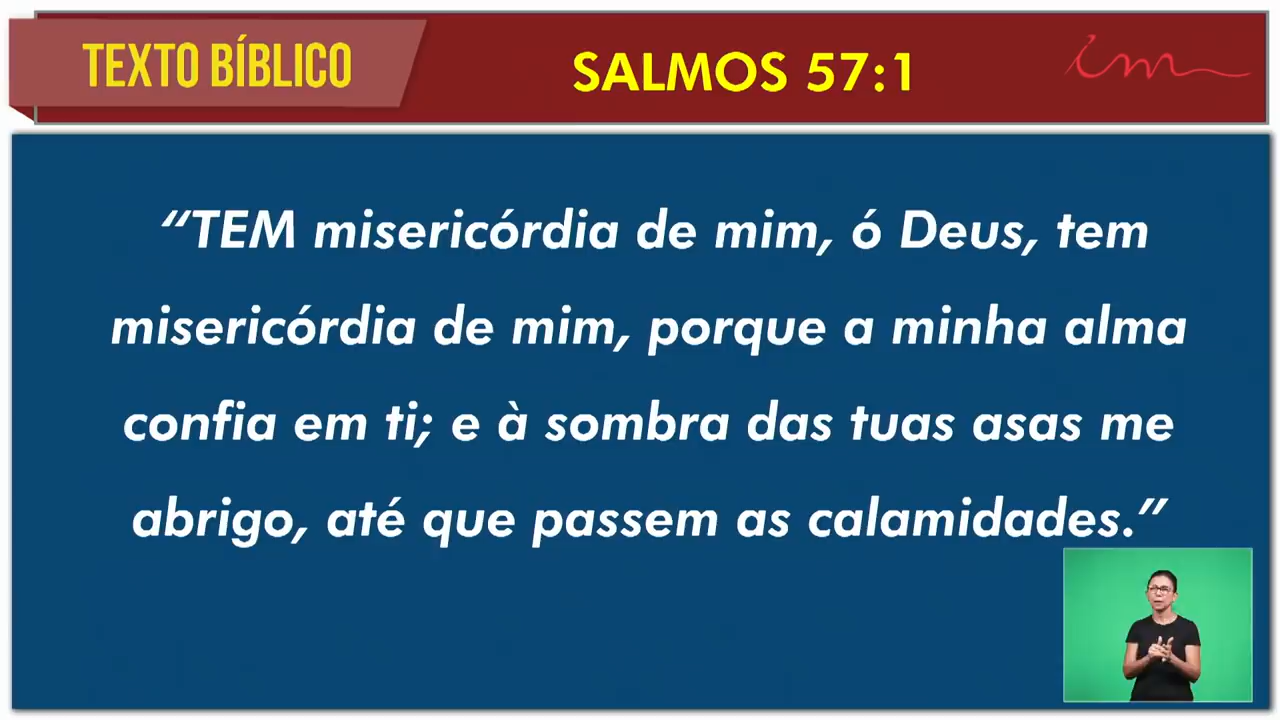 TEXTO BÍBLICO
SALMOS 57:1
im
“TEM misericórdia de mim, ó Deus, tem
misericórdia de mim, porque a minha alma
confia em ti; e à sombra das tuas asas me
abrigo, até que passem as calamidades.”